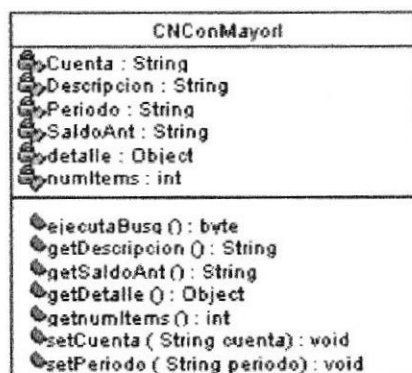 CNConMayorI
Cuenta : String
Descripcion : String
Periodo : String
SaldoAnt : String
detalle : Object
numItems : int
ejecutaBusq () : byte
getDescripcion () : String
getSaldoAnt () : String
getDetalle () : Object
getnumItems () : int
setCuenta ( String cuenta) : void
setPeriodo ( String periodo) : void